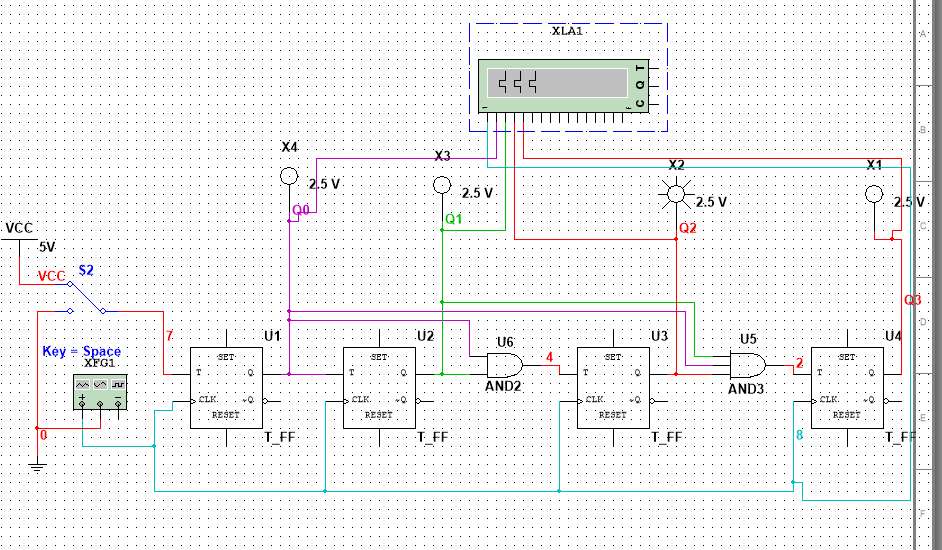 XLA1
T
Q
C
X4
2.5 V
X3
2.5 V
X2
2.5 V
X1
2.5 V
Q0
Q1
Q2
Q3
VCC
5V
VCC
S2
Key = Space
XFG1
7
0
U1
SET
T Q
CLK
~Q
RESET
T_FF
U2
SET
T Q
CLK
~Q
RESET
T_FF
U6
AND2
4
U3
SET
T Q
CLK
~Q
RESET
T_FF
U5
AND3
2
8
U4
SET
T Q
CLK
~Q
RESET
T_FF
A
B
C
D
E
F